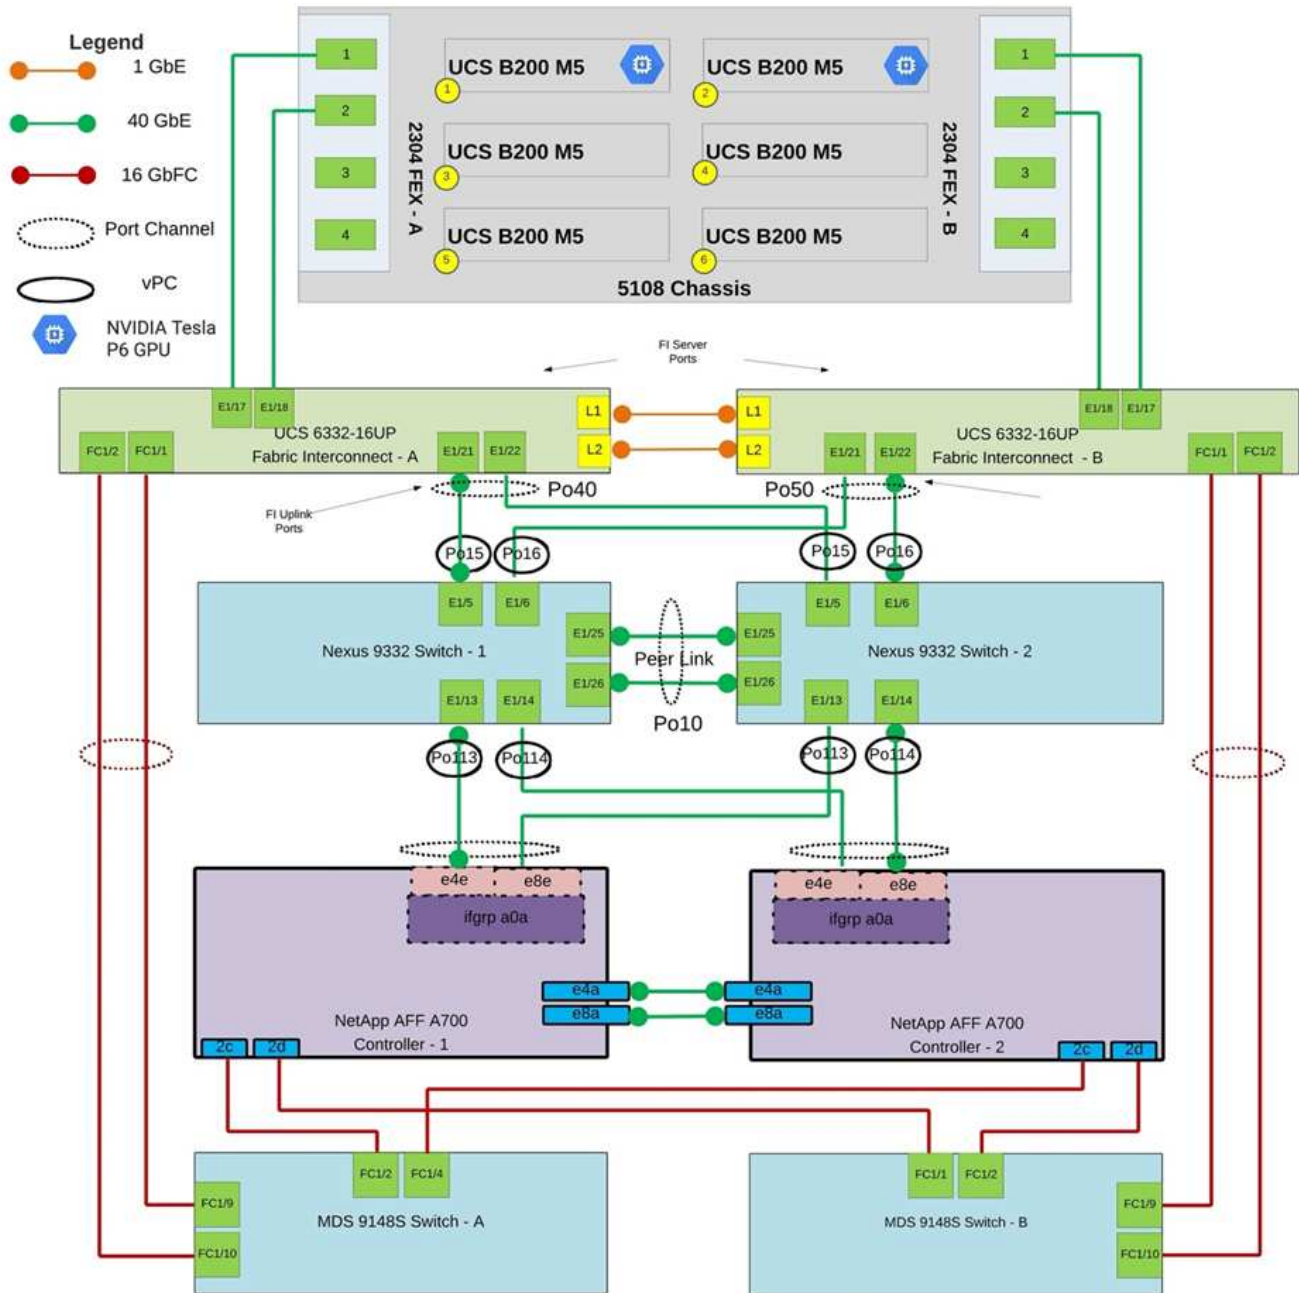 Legend
1 GbE
40 GbE
16 GbFC
Port Channel
vPC
NVIDIA Tesla
P6 GPU
1
2
3
4
2304 FEX - A
UCS B200 M5
1
UCS B200 M5
2
UCS B200 M5
3
UCS B200 M5
4
UCS B200 M5
5
UCS B200 M5
6
5108 Chassis
2304 FEX - B
1
2
3
4
FI Server
Ports
E1/17
E1/18
UCS 6332-16UP
Fabric Interconnect - A
FC1/2
FC1/1
E1/21
E1/22
L1
L2
L1
L2
E1/18
E1/17
UCS 6332-16UP
Fabric Interconnect - B
E1/21
E1/22
FC1/1
FC1/2
Po40
Po50
FI Uplink
Ports
Po15
Po16
Po15
Po16
E1/5
E1/6
E1/25
E1/26
Nexus 9332 Switch - 1
E1/13
E1/14
Peer Link
Po10
E1/5
E1/6
E1/25
E1/26
Nexus 9332 Switch - 2
E1/13
E1/14
Po113
Po114
Po113
Po114
e4e
e8e
ifgrp a0a
e4e
e8e
ifgrp a0a
e4a
e8a
e4a
e8a
NetApp AFF A700
Controller - 1
2c
2d
NetApp AFF A700
Controller - 2
2c
2d
FC1/2
FC1/4
FC1/9
FC1/10
MDS 9148S Switch - A
FC1/1
FC1/2
MDS 9148S Switch - B
FC1/9
FC1/10